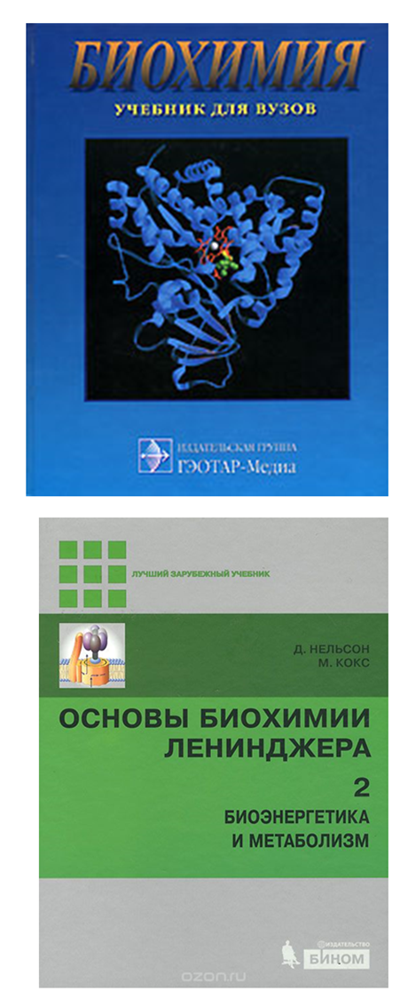 БИОХИМИЯ
УЧЕБНИК ДЛЯ ВУЗОВ
ИЗДАТЕЛЬСКАЯ ГРУППА
ГЭОТАР-Медиа
ЛУЧШИЙ ЗАРУБЕЖНЫЙ УЧЕБНИК
Д. НЕЛЬСОН
М. КОКС
ОСНОВЫ БИОХИМИИ
ЛЕНИНДЖЕРА
2
БИОЭНЕРГЕТИКА
И МЕТАБОЛИЗМ
ИЗДАТЕЛЬСТВО
БИНОМ
ozon.ru